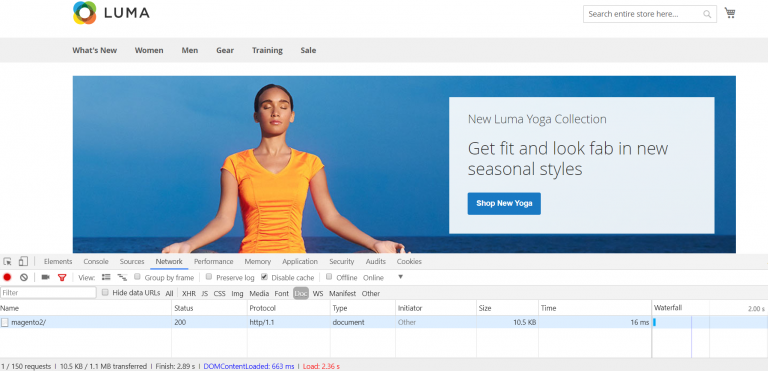 LUMA
Search entire store here...
What's New Women Men Gear Training Sale
New Luma Yoga Collection
Get fit and look fab in new
seasonal styles
Shop New Yoga
Elements Console Sources Network Performance Memory Application Security Audits Cookies
View: Group by frame Preserve log Disable cache Offline Online
Filter Hide data URLs All XHR JS CSS Img Media Font Doc WS Manifest Other
Name Status Protocol Type Initiator Size Time Waterfall 2.00 s
magento2/ 200 http/1.1 document Other 10.5 KB 16 ms
1 / 150 requests | 10.5 KB / 1.1 MB transferred | Finish: 2.89 s | DOMContentLoaded: 663 ms | Load: 2.36 s